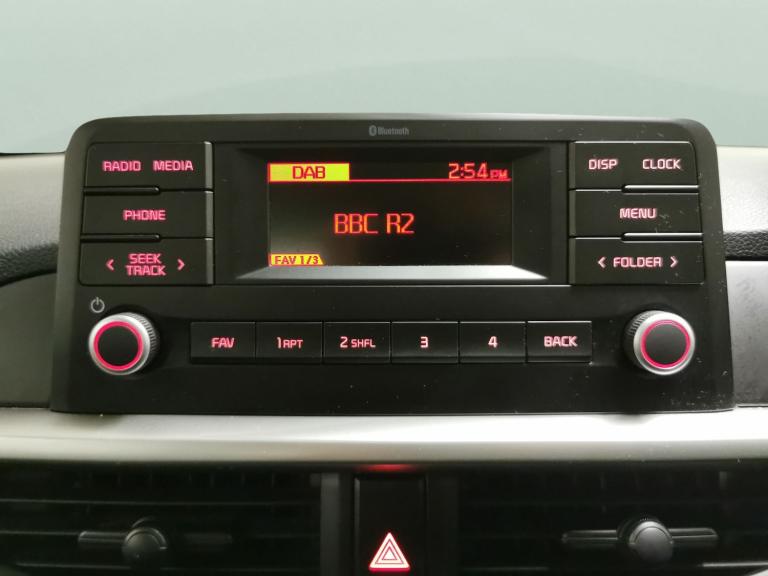 Bluetooth
RADIO MEDIA
PHONE
< SEEK >
TRACK
DAB 2:54 PM
BBC R2
FAV 1/3
DISP CLOCK
MENU
< FOLDER >
FAV 1 RPT 2 SHFL 3 4 BACK